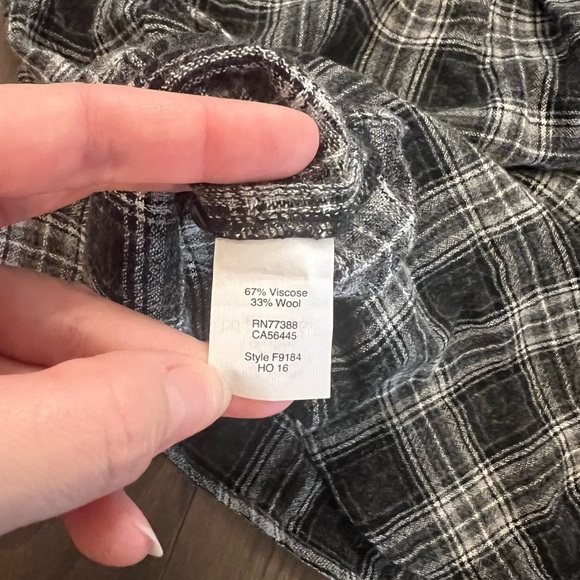 67% Viscose
33% Wool
RN77388
CA56445
Style F9184
HO 16